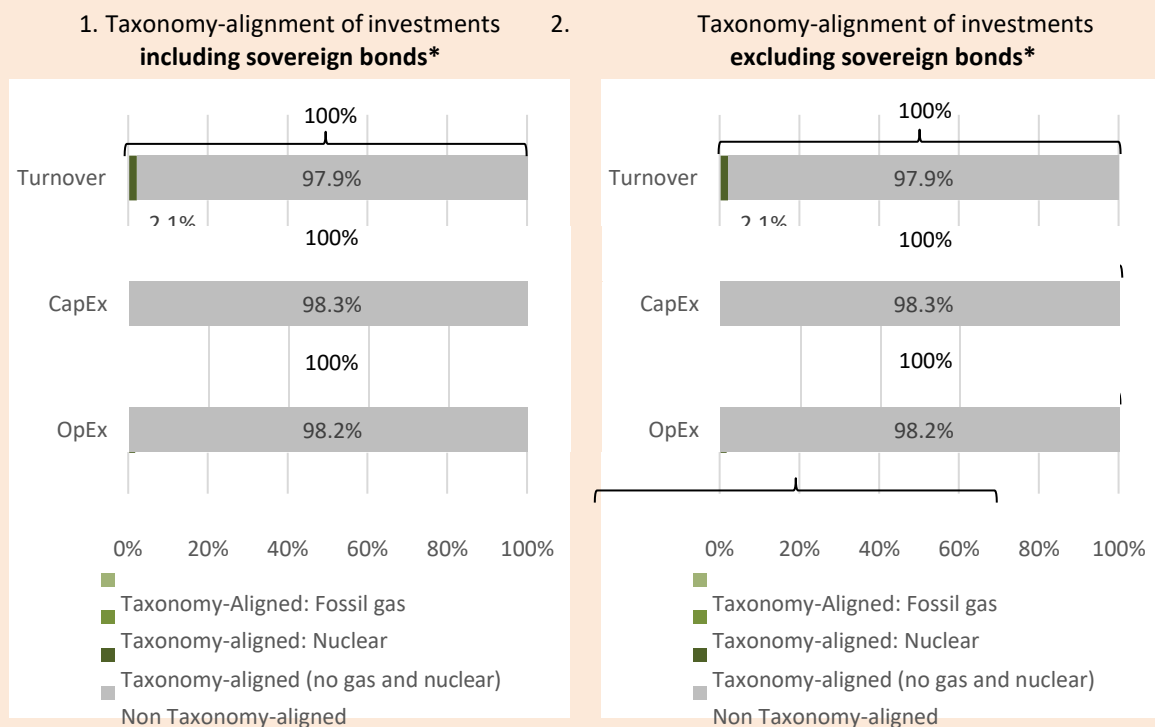 1. Taxonomy-alignment of investments
including sovereign bonds*
100%
Turnover
97.9%
2.1%
100%
CapEx
98.3%
100%
OpEx
98.2%
0% 20% 40% 60% 80% 100%
Taxonomy-Aligned: Fossil gas
Taxonomy-aligned: Nuclear
Taxonomy-aligned (no gas and nuclear)
Non Taxonomy-aligned
2. Taxonomy-alignment of investments
excluding sovereign bonds*
100%
Turnover
97.9%
2.1%
100%
CapEx
98.3%
100%
OpEx
98.2%
0% 20% 40% 60% 80% 100%
Taxonomy-Aligned: Fossil gas
Taxonomy-aligned: Nuclear
Taxonomy-aligned (no gas and nuclear)
Non Taxonomy-aligned